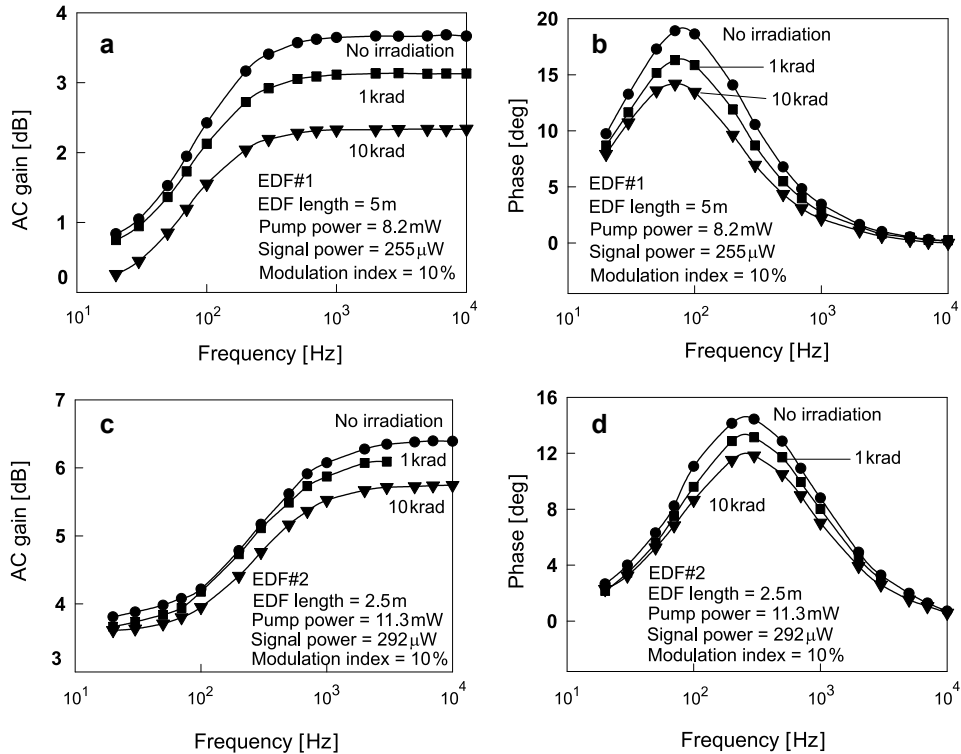 4
3
2
1
0
AC gain [dB]
a
No irradiation
1krad
10krad
EDF#1
EDF length = 5m
Pump power = 8.2mW
Signal power = 255μW
Modulation index = 10%
10¹ 10² 10³ 10⁴
Frequency [Hz]
20
15
10
5
0
Phase [deg]
b
No irradiation
1krad
10krad
EDF#1
EDF length = 5m
Pump power = 8.2mW
Signal power = 255μW
Modulation index = 10%
10¹ 10² 10³ 10⁴
Frequency [Hz]
7
6
5
4
3
AC gain [dB]
c
No irradiation
1krad
10krad
EDF#2
EDF length = 2.5m
Pump power = 11.3mW
Signal power = 292μW
Modulation index = 10%
10¹ 10² 10³ 10⁴
Frequency [Hz]
16
12
8
4
0
Phase [deg]
d
No irradiation
1krad
10krad
EDF#2
EDF length = 2.5m
Pump power = 11.3mW
Signal power = 292μW
Modulation index = 10%
10¹ 10² 10³ 10⁴
Frequency [Hz]